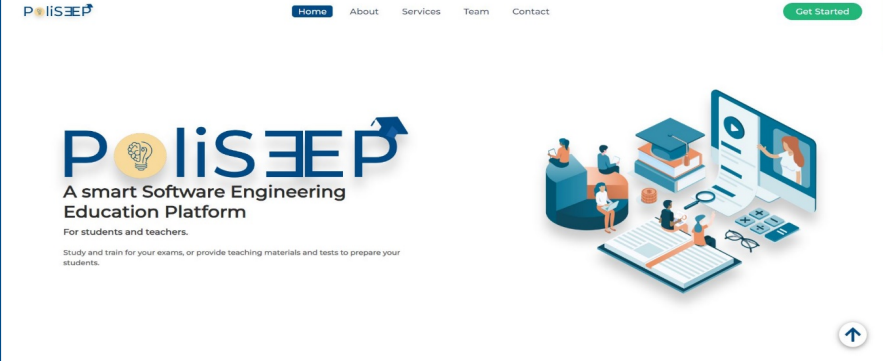 PoliSEEP
Home About Services Team Contact
Get Started
PoliSEEP
A smart Software Engineering
Education Platform
For students and teachers.
Study and train for your exams, or provide teaching materials and tests to prepare your
students.